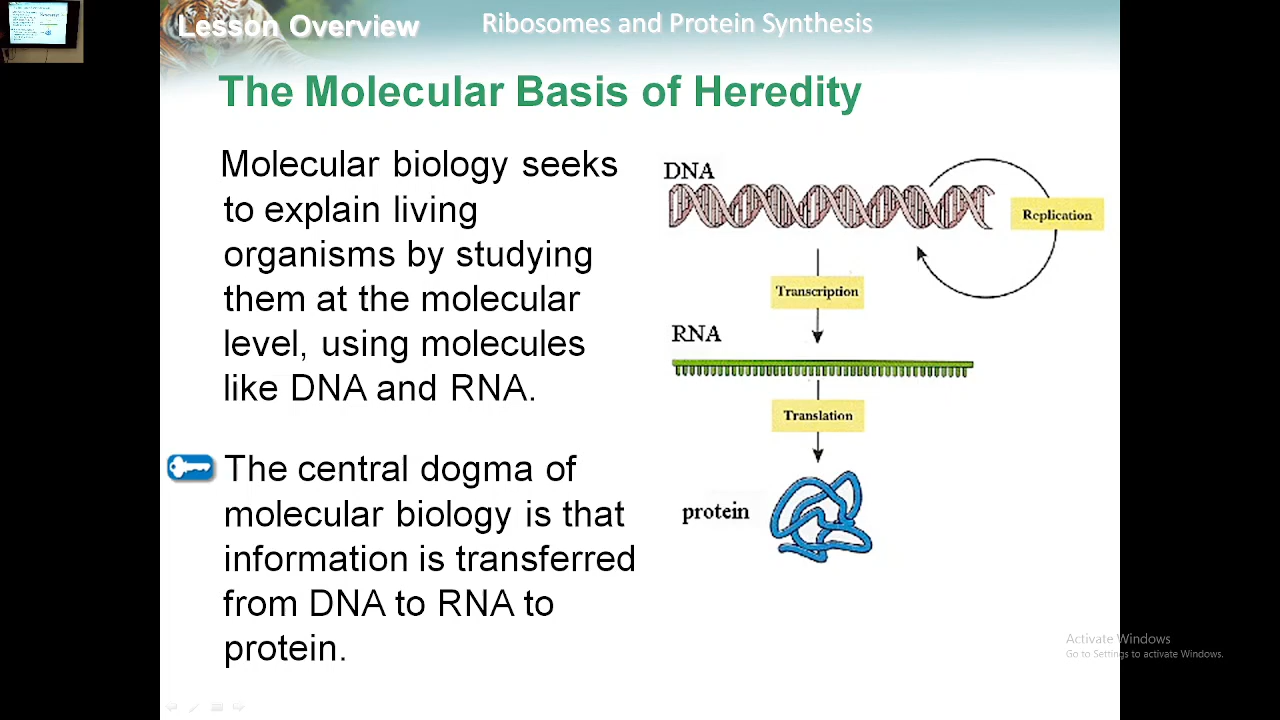 Lesson Overview
Ribosomes and Protein Synthesis
The Molecular Basis of Heredity
Molecular biology seeks
to explain living
organisms by studying
them at the molecular
level, using molecules
like DNA and RNA.
The central dogma of
molecular biology is that
information is transferred
from DNA to RNA to
protein.
DNA
Replication
Transcription
RNA
Translation
protein
Activate Windows
Go to Settings to activate Windows.